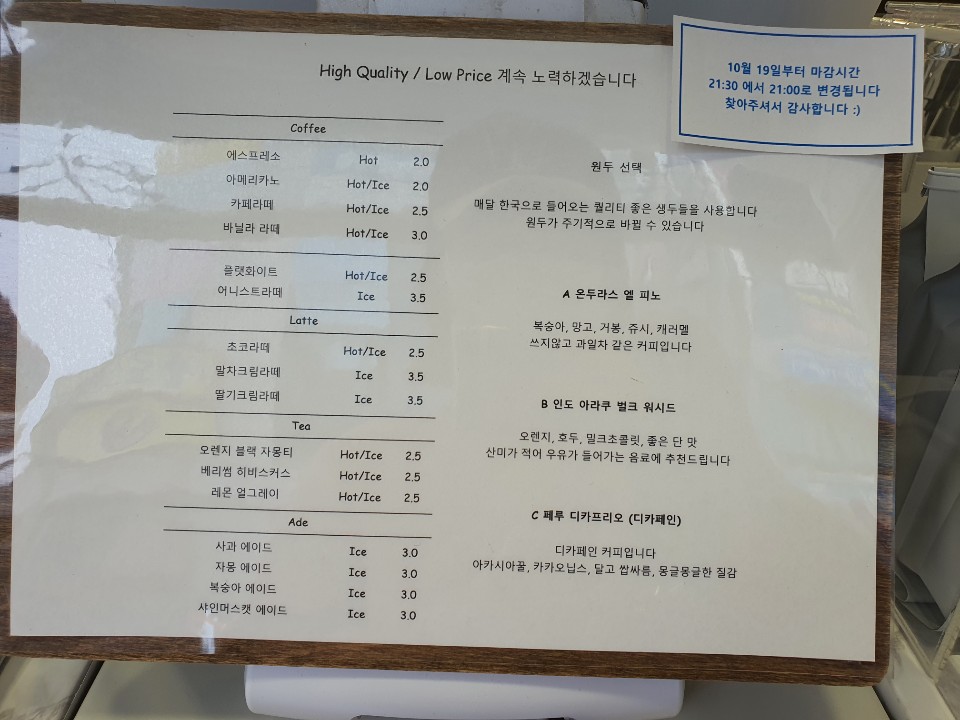 High Quality / Low Price 계속 노력하겠습니다
10월 19일부터 마감시간
21:30 에서 21:00로 변경됩니다
찾아주셔서 감사합니다 :)
Coffee
에스프레소 Hot 2.0
아메리카노 Hot/Ice 2.0
카페라떼 Hot/Ice 2.5
바닐라 라떼 Hot/Ice 3.0
플랫화이트 Hot/Ice 2.5
어니스트라떼 Ice 3.5
Latte
초코라떼 Hot/Ice 2.5
말차크림라떼 Ice 3.5
딸기크림라떼 Ice 3.5
Tea
오렌지 블랙 자몽티 Hot/Ice 2.5
베리썸 히비스커스 Hot/Ice 2.5
레몬 얼그레이 Hot/Ice 2.5
Ade
사과 에이드 Ice 3.0
자몽 에이드 Ice 3.0
복숭아 에이드 Ice 3.0
샤인머스캣 에이드 Ice 3.0
원두 선택
매달 한국으로 들어오는 퀄리티 좋은 생두들을 사용합니다
원두가 주기적으로 바뀔 수 있습니다
A 온두라스 엘 피노
복숭아, 망고, 거봉, 쥬시, 캐러멜
쓰지않고 과일차 같은 커피입니다
B 인도 아라쿠 벌크 워시드
오렌지, 호두, 밀크초콜릿, 좋은 단 맛
산미가 적어 우유가 들어가는 음료에 추천드립니다
C 페루 디카프리오 (디카페인)
디카페인 커피입니다
아카시아꿀, 카카오닙스, 달고 쌉싸름, 몽글몽글한 질감